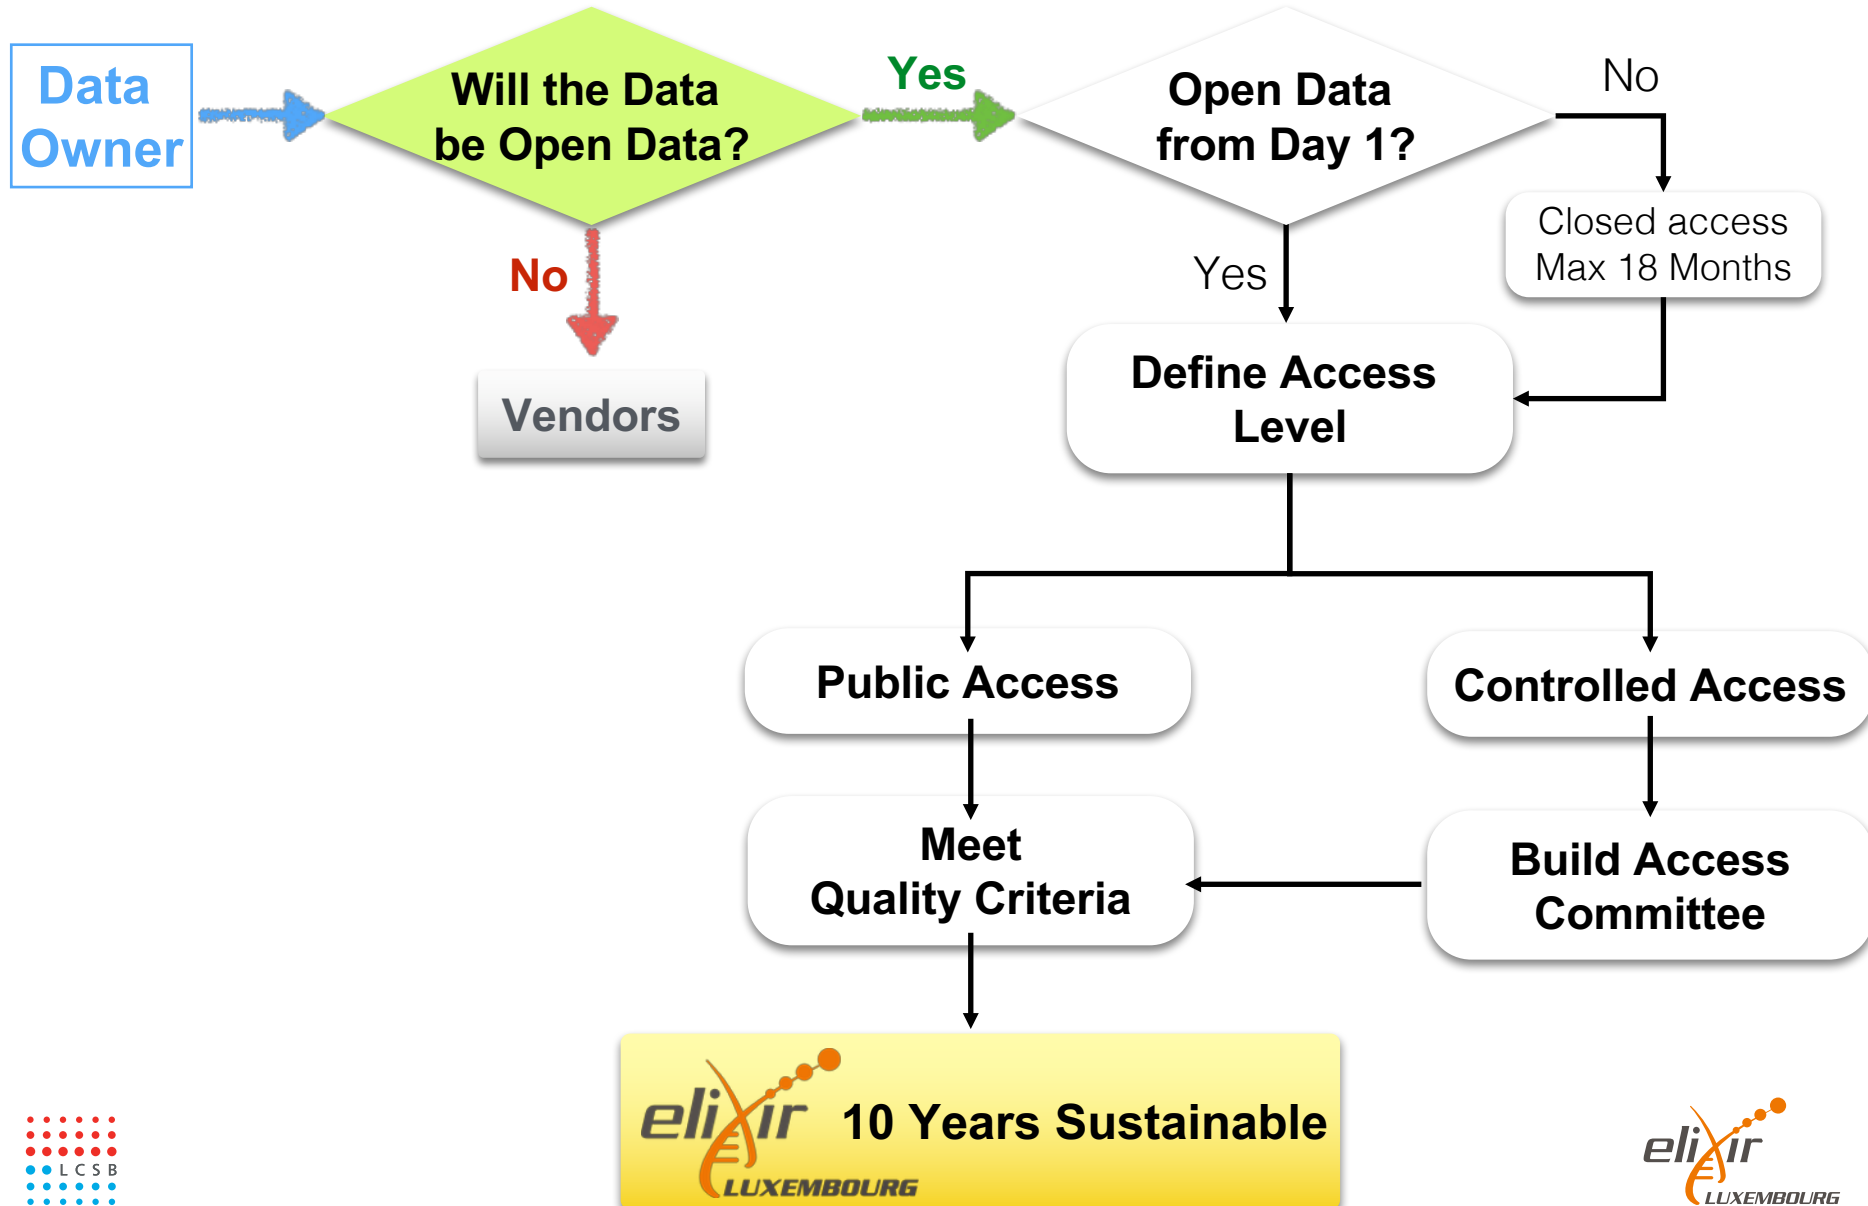 Data
Owner
Will the Data
be Open Data?
Yes
Open Data
from Day 1?
No
Closed access
Max 18 Months
No
Yes
Vendors
Define Access
Level
Public Access
Controlled Access
Meet
Quality Criteria
Build Access
Committee
elixir
LUXEMBOURG
10 Years Sustainable
LCSB
elixir
LUXEMBOURG